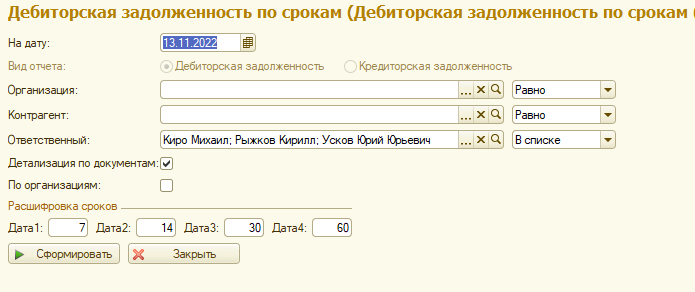 Дебиторская задолженность по срокам (Дебиторская задолженность по срокам (
На дату: 13.11.2022
Вид отчета: Дебиторская задолженность Кредиторская задолженность
Организация: ... Равно
Контрагент: ... Равно
Ответственный: Киро Михаил; Рыжков Кирилл; Усков Юрий Юрьевич ... В списке
Детализация по документам:
По организациям:
Расшифровка сроков
Дата1: 7 Дата2: 14 Дата3: 30 Дата4: 60
Сформировать Закрыть